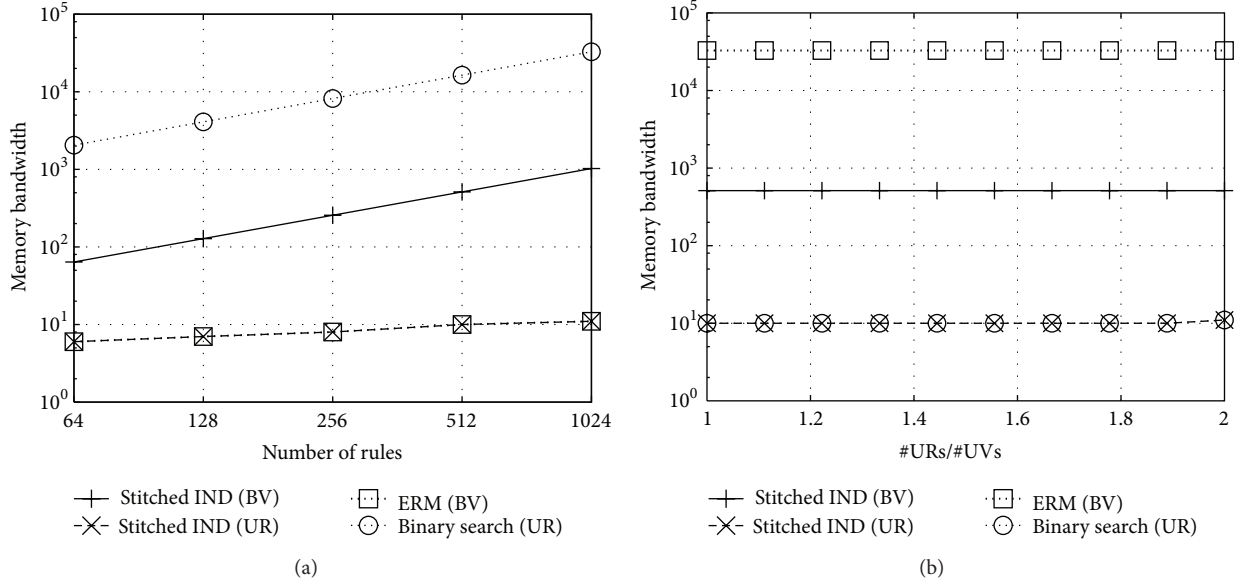 10^5
10^4
10^3
10^2
10^1
10^0
Memory bandwidth
64 128 256 512 1024
Number of rules
Stitched IND (BV)
Stitched IND (UR)
ERM (BV)
Binary search (UR)
(a)
10^5
10^4
10^3
10^2
10^1
10^0
Memory bandwidth
1 1.2 1.4 1.6 1.8 2
#URs/#UVs
Stitched IND (BV)
Stitched IND (UR)
ERM (BV)
Binary search (UR)
(b)